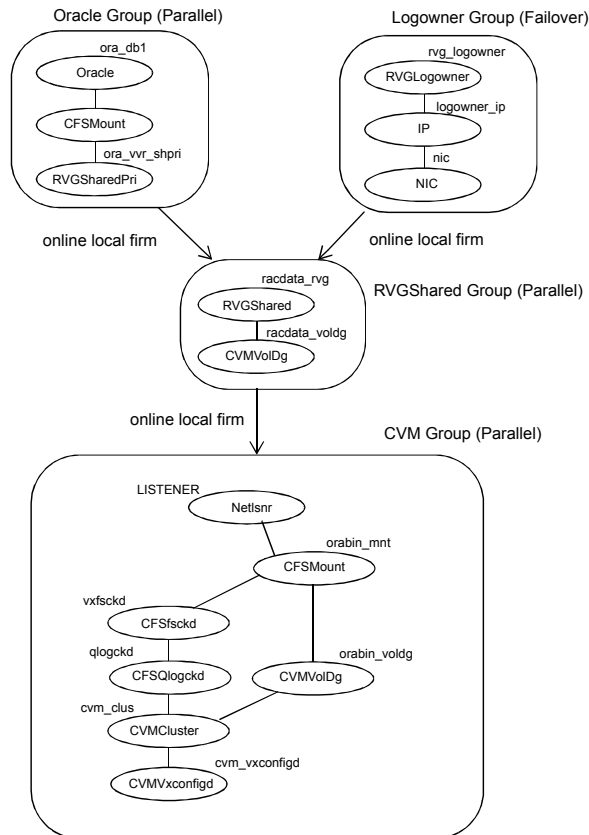 Oracle Group (Parallel)
Logowner Group (Failover)
ora_db1
Oracle
CFSMount
ora_vvr_shpri
RVGSharedPri
rvg_logowner
RVGLogowner
logowner_ip
IP
nic
NIC
online local firm
online local firm
RVGShared Group (Parallel)
racdata_rvg
RVGShared
racdata_voldg
CVMVolDg
online local firm
CVM Group (Parallel)
LISTENER
Netlsnr
orabin_mnt
CFSMount
vxfsckd
CFSfsckd
qlogckd
CFSQlogckd
orabin_voldg
CVMVolDg
cvm_clus
CVMCluster
cvm_vxconfigd
CVMVxconfigd